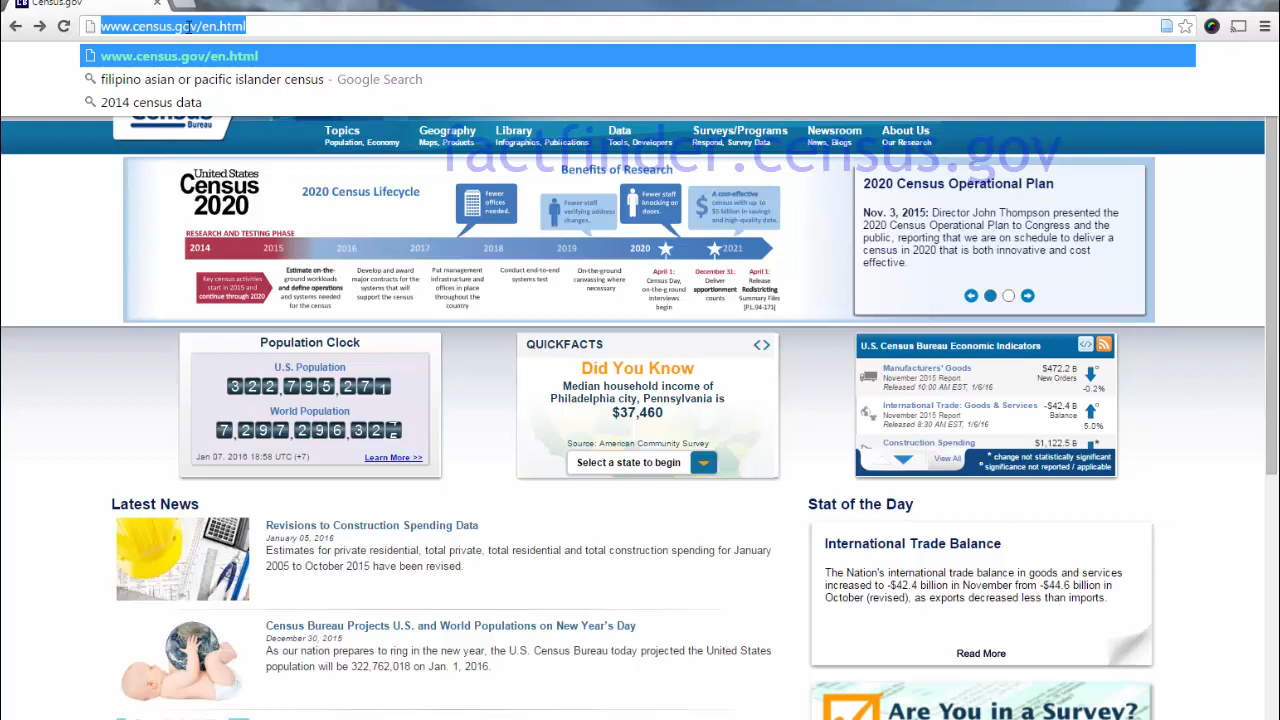 Census.gov
www.census.gov/en.html
www.census.gov/en.html
filipino asian or pacific islander census - Google Search
2014 census data
Census
Bureau
Topics
Population, Economy
Geography
Maps, Products
Library
Infographics, Publications
Data
Tools, Developers
Surveys/Programs
Respond, Survey Data
Newsroom
News, Blogs
About Us
Our Research
factfinder.census.gov
United States
Census
2020
2020 Census Lifecycle
Benefits of Research
Fewer
offices
needed.
Fewer staff
verifying address
changes.
Fewer staff
knocking on
doors.
A cost-effective
census with up to
$5 billion in savings
and high-quality data.
RESEARCH AND TESTING PHASE
2014 2015 2016 2017 2018 2019 2020 2021
Key census activities
start in 2015 and
continue through 2020
Estimate on-the-
ground workloads
and define operations
and systems needed
for the census
Develop and award
major contracts for the
systems that will
support the census
Put management
infrastructure and
offices in place
throughout the
country
Conduct end-to-end
systems test
On-the-ground
canvassing where
necessary
April 1:
Census Day,
on-the-ground
interviews
begin
December 31:
Deliver
apportionment
counts
April 1:
Release
Redistricting
Summary Files
[P.L.94-171]
2020 Census Operational Plan
Nov. 3, 2015: Director John Thompson presented the
2020 Census Operational Plan to Congress and the
public, reporting that we are on schedule to deliver a
census in 2020 that is both innovative and cost
effective.
Population Clock
U.S. Population
322,795,271
World Population
7,297,296,32
Jan 07, 2016 18:58 UTC (+7)
Learn More >>
QUICKFACTS
Did You Know
Median household income of
Philadelphia city, Pennsylvania is
$37,460
Source: American Community Survey
Select a state to begin
U.S. Census Bureau Economic Indicators
Manufacturers' Goods
November 2015 Report
Released 10:00 AM EST, 1/6/16
$472.2 B
New Orders
-0.2%
International Trade: Goods & Services
November 2015 Report
Released 8:30 AM EST, 1/6/16
-$42.4 B
Balance
5.0%
Construction Spending
$1,122.5
View All
* change not statistically significant
° significance not reported / applicable
Latest News
Revisions to Construction Spending Data
January 05, 2016
Estimates for private residential, total private, total residential and total construction spending for January
2005 to October 2015 have been revised.
Census Bureau Projects U.S. and World Populations on New Year's Day
December 30, 2015
As our nation prepares to ring in the new year, the U.S. Census Bureau today projected the United States
population will be 322,762,018 on Jan. 1, 2016.
Stat of the Day
International Trade Balance
The Nation's international trade balance in goods and services
increased to -$42.4 billion in November from -$44.6 billion in
October (revised), as exports decreased less than imports.
Read More
Are You in a Survey?